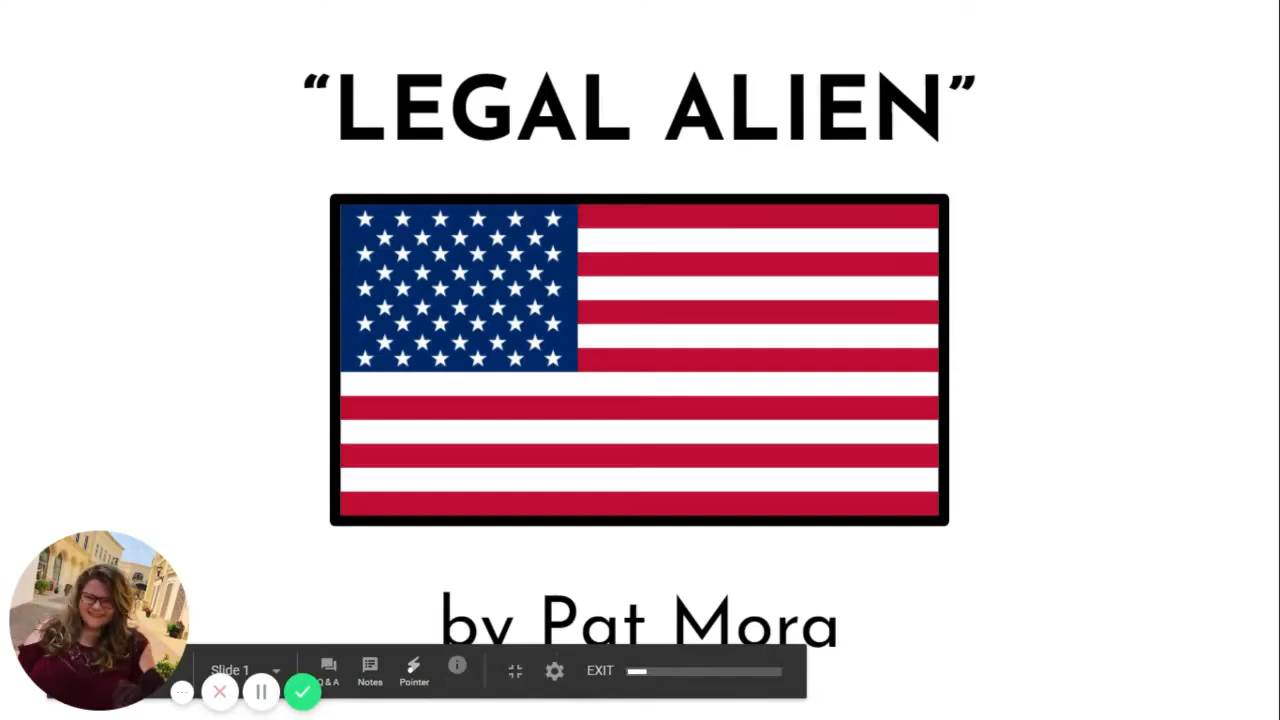 “LEGAL ALIEN”
by Pat Mora
Slide 1
Q & A
Notes
Pointer
EXIT